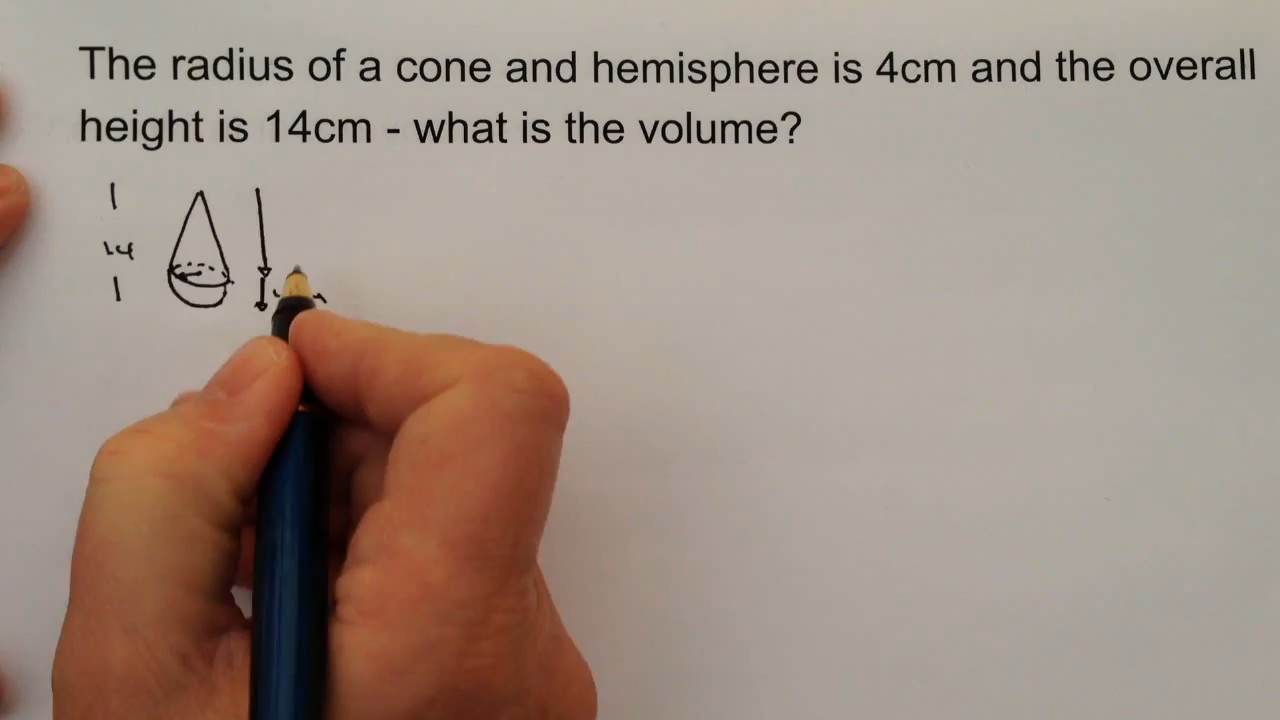 The radius of a cone and hemisphere is 4cm and the overall
height is 14cm - what is the volume?
14